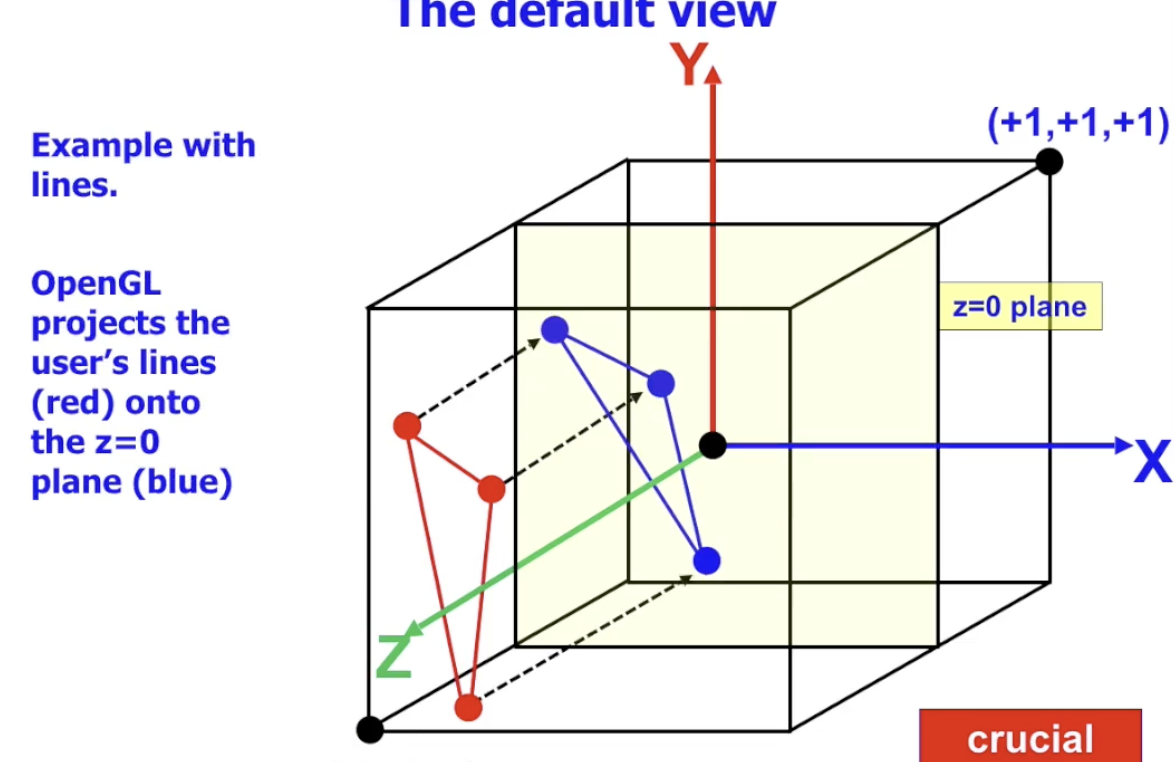 The default view
Y
(+1,+1,+1)
Example with
lines.
OpenGL
projects the
user's lines
(red) onto
the z=0
plane (blue)
z=0 plane
X
Z
crucial